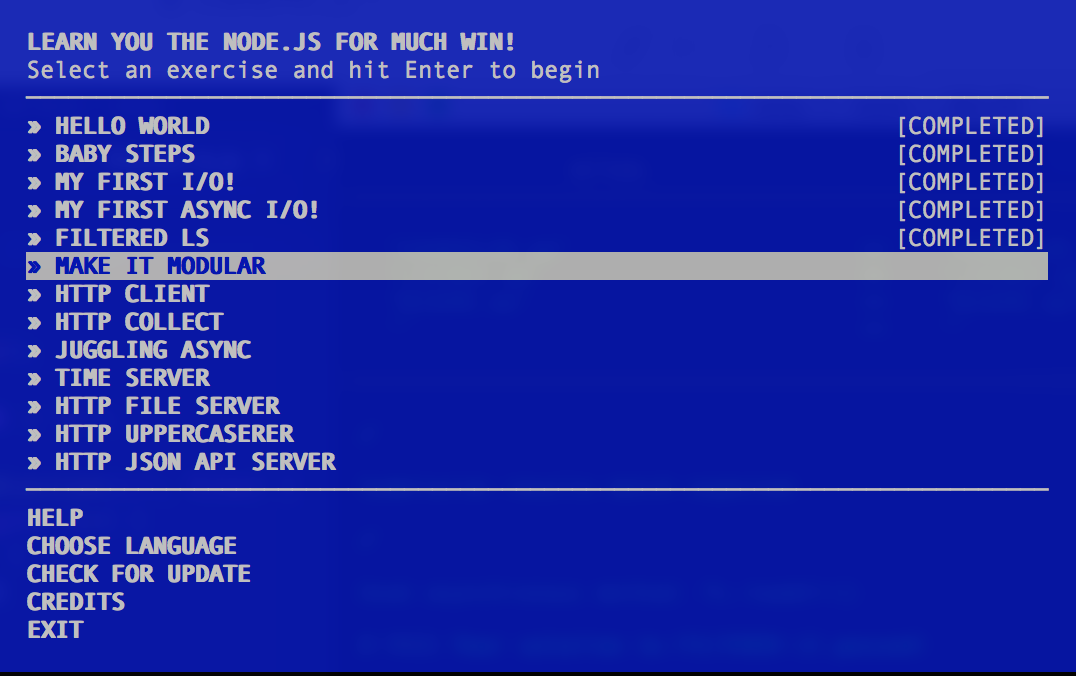 LEARN YOU THE NODE.JS FOR MUCH WIN!
Select an exercise and hit Enter to begin
» HELLO WORLD [COMPLETED]
» BABY STEPS [COMPLETED]
» MY FIRST I/O! [COMPLETED]
» MY FIRST ASYNC I/O! [COMPLETED]
» FILTERED LS [COMPLETED]
» MAKE IT MODULAR
» HTTP CLIENT
» HTTP COLLECT
» JUGGLING ASYNC
» TIME SERVER
» HTTP FILE SERVER
» HTTP UPPERCASERER
» HTTP JSON API SERVER
HELP
CHOOSE LANGUAGE
CHECK FOR UPDATE
CREDITS
EXIT